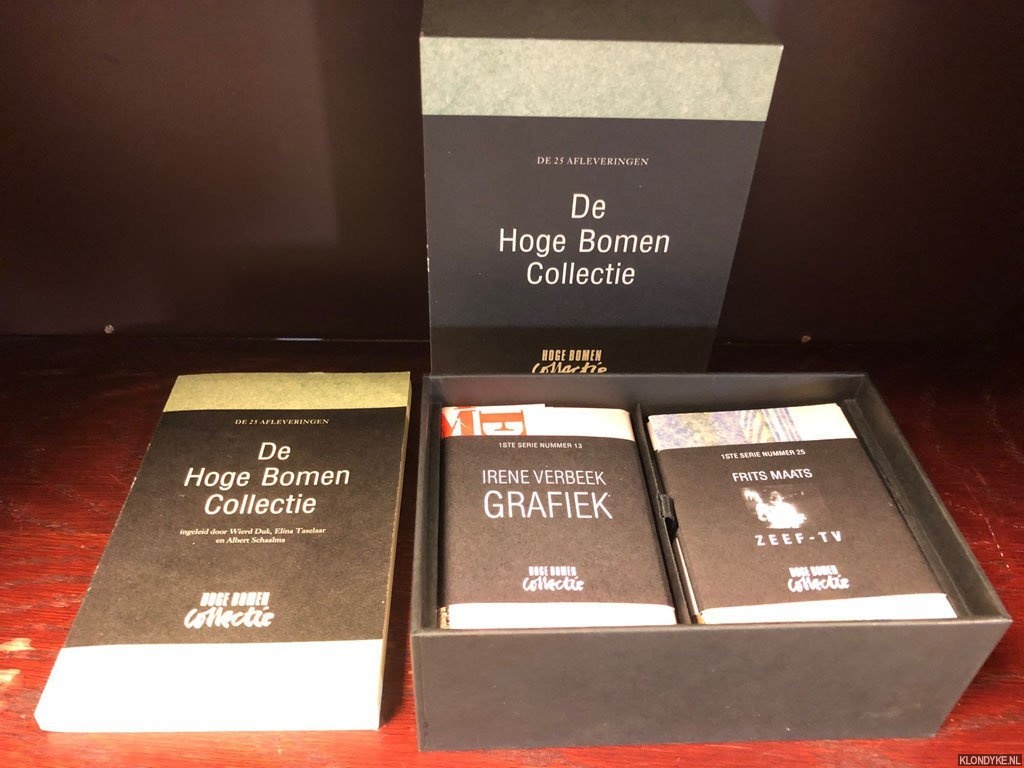 DE 25 AFLEVERINGEN
De
Hoge Bomen
Collectie
HOGE BOMEN
Collectie
DE 25 AFLEVERINGEN
De
Hoge Bomen
Collectie
ingeleid door Wierd Duk, Elina Taselaar
en Albert Schaalma
HOGE BOMEN
Collectie
1STE SERIE NUMMER 13
IRENE VERBEEK
GRAFIEK
HOGE BOMEN
Collectie
1STE SERIE NUMMER 25
FRITS MAATS
ZEEF-TV
HOGE BOMEN
Collectie
KLONDYKE.NL